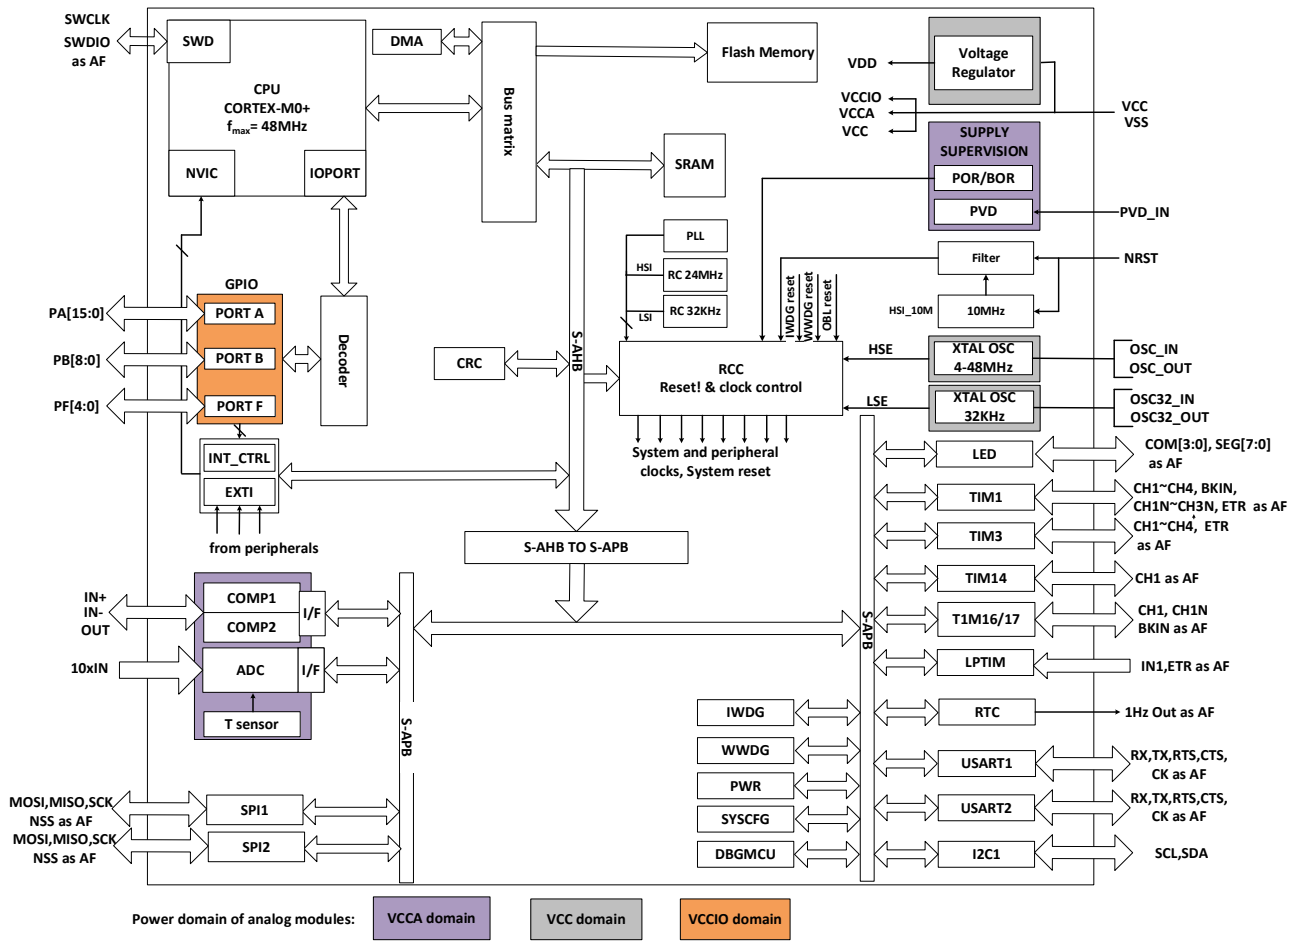 SWCLK
SWDIO
as AF
SWD
CPU
CORTEX-M0+
fmax= 48MHz
NVIC
IOPORT
DMA
Bus matrix
Flash Memory
SRAM
Voltage
Regulator
VDD
VCCIO
VCCA
VCC
VCC
VSS
SUPPLY
SUPERVISION
POR/BOR
PVD
PVD_IN
PLL
HSI
RC 24MHz
LSI
RC 32KHz
Filter
NRST
HSI_10M
10MHz
IWDG reset
WWDG reset
OBL reset
GPIO
PA[15:0]
PORT A
PB[8:0]
PORT B
PF[4:0]
PORT F
Decoder
CRC
S-AHB
RCC
Reset! & clock control
HSE
XTAL OSC
4-48MHz
OSC_IN
OSC_OUT
LSE
XTAL OSC
32KHz
OSC32_IN
OSC32_OUT
System and peripheral
clocks, System reset
INT_CTRL
EXTI
from peripherals
S-AHB TO S-APB
LED
COM[3:0], SEG[7:0]
as AF
TIM1
CH1~CH4, BKIN,
CH1N~CH3N, ETR as AF
TIM3
CH1~CH4, ETR
as AF
TIM14
CH1 as AF
T1M16/17
CH1, CH1N
BKIN as AF
LPTIM
IN1,ETR as AF
RTC
1Hz Out as AF
USART1
RX,TX,RTS,CTS,
CK as AF
USART2
RX,TX,RTS,CTS,
CK as AF
I2C1
SCL,SDA
S-APB
IN+
IN-
OUT
COMP1
COMP2
I/F
10xIN
ADC
I/F
T sensor
S-APB
IWDG
WWDG
PWR
SYSCFG
DBGMCU
MOSI,MISO,SCK
NSS as AF
SPI1
MOSI,MISO,SCK
NSS as AF
SPI2
Power domain of analog modules:
VCCA domain
VCC domain
VCCIO domain